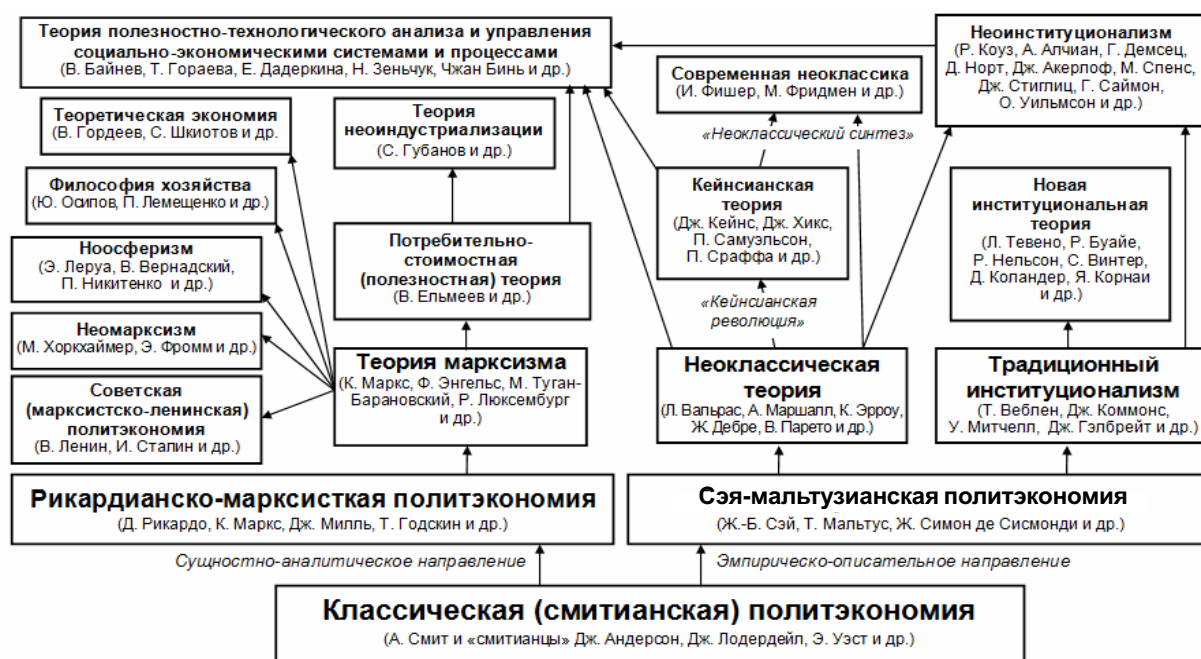 Теория полезностно-технологического анализа и управления
социально-экономическими системами и процессами
(В. Байнев, Т. Гораева, Е. Дадеркина, Н. Зеньчук, Чжан Бинь и др.)
Неоинституционализм
(Р. Коуз, А. Алчиан, Г. Демсец,
Д. Норт, Дж. Акерлоф, М. Спенс,
Дж. Стиглиц, Г. Саймон,
О. Уильмсон и др.)
Современная неоклассика
(И. Фишер, М. Фридмен и др.)
«Неоклассический синтез»
Теоретическая экономия
(В. Гордеев, С. Шкиотов и др.
Теория
неоиндустриализации
(С. Губанов и др.)
Философия хозяйства
(Ю. Осипов, П. Лемещенко и др.)
Кейнсианская
теория
(Дж. Кейнс, Дж. Хикс,
П. Самуэльсон,
П. Сраффа и др.)
Новая
институциональная
теория
(Л. Тевено, Р. Буайе,
Р. Нельсон, С. Винтер,
Д. Коландер, Я. Корнаи
и др.)
Ноосферизм
(Э. Леруа, В. Вернадский,
П. Никитенко и др.)
Потребительно-
стоимостная
(полезностная) теория
(В. Ельмеев и др.)
«Кейнсианская
революция»
Неомарксизм
(М. Хоркхаймер, Э. Фромм и др.)
Советская
(марксистско-ленинская)
политэкономия
(В. Ленин, И. Сталин и др.)
Теория марксизма
(К. Маркс, Ф. Энгельс, М. Туган-
Барановский, Р. Люксембург
и др.)
Неоклассическая
теория
(Л. Вальрас, А. Маршалл, К. Эрроу,
Ж. Дебре, В. Парето и др.)
Традиционный
институционализм
(Т. Веблен, Дж. Коммонс,
У. Митчелл, Дж. Гэлбрейт и др.)
Рикардианско-марксисткая политэкономия
(Д. Рикардо, К. Маркс, Дж. Милль, Т. Годскин и др.)
Сэя-мальтузианская политэкономия
(Ж.-Б. Сэй, Т. Мальтус, Ж. Симон де Сисмонди и др.)
Сущностно-аналитическое направление
Эмпирическо-описательное направление
Классическая (смитианская) политэкономия
(А. Смит и «смитианцы» Дж. Андерсон, Дж. Лодердейл, Э. Уэст и др.)